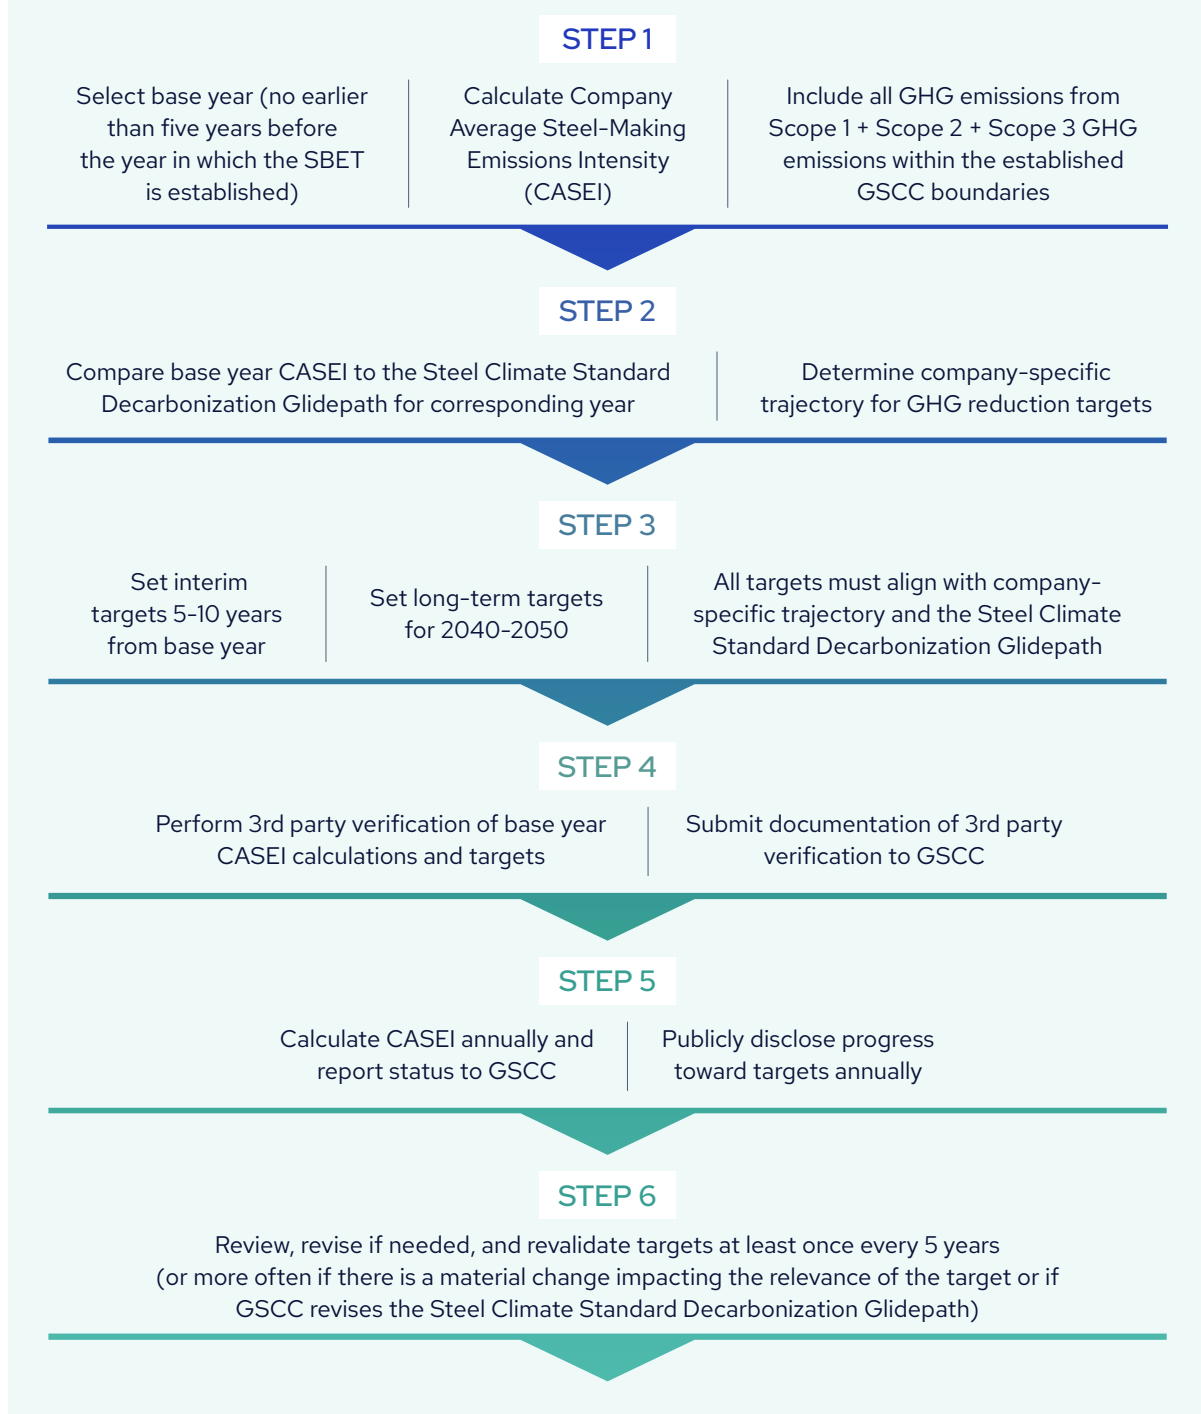 STEP 1
Select base year (no earlier
than five years before
the year in which the SBET
is established)
Calculate Company
Average Steel-Making
Emissions Intensity
(CASEI)
Include all GHG emissions from
Scope 1 + Scope 2 + Scope 3 GHG
emissions within the established
GSCC boundaries
STEP 2
Compare base year CASEI to the Steel Climate Standard
Decarbonization Glidepath for corresponding year
Determine company-specific
trajectory for GHG reduction targets
STEP 3
Set interim
targets 5-10 years
from base year
Set long-term targets
for 2040-2050
All targets must align with company-
specific trajectory and the Steel Climate
Standard Decarbonization Glidepath
STEP 4
Perform 3rd party verification of base year
CASEI calculations and targets
Submit documentation of 3rd party
verification to GSCC
STEP 5
Calculate CASEI annually and
report status to GSCC
Publicly disclose progress
toward targets annually
STEP 6
Review, revise if needed, and revalidate targets at least once every 5 years
(or more often if there is a material change impacting the relevance of the target or if
GSCC revises the Steel Climate Standard Decarbonization Glidepath)